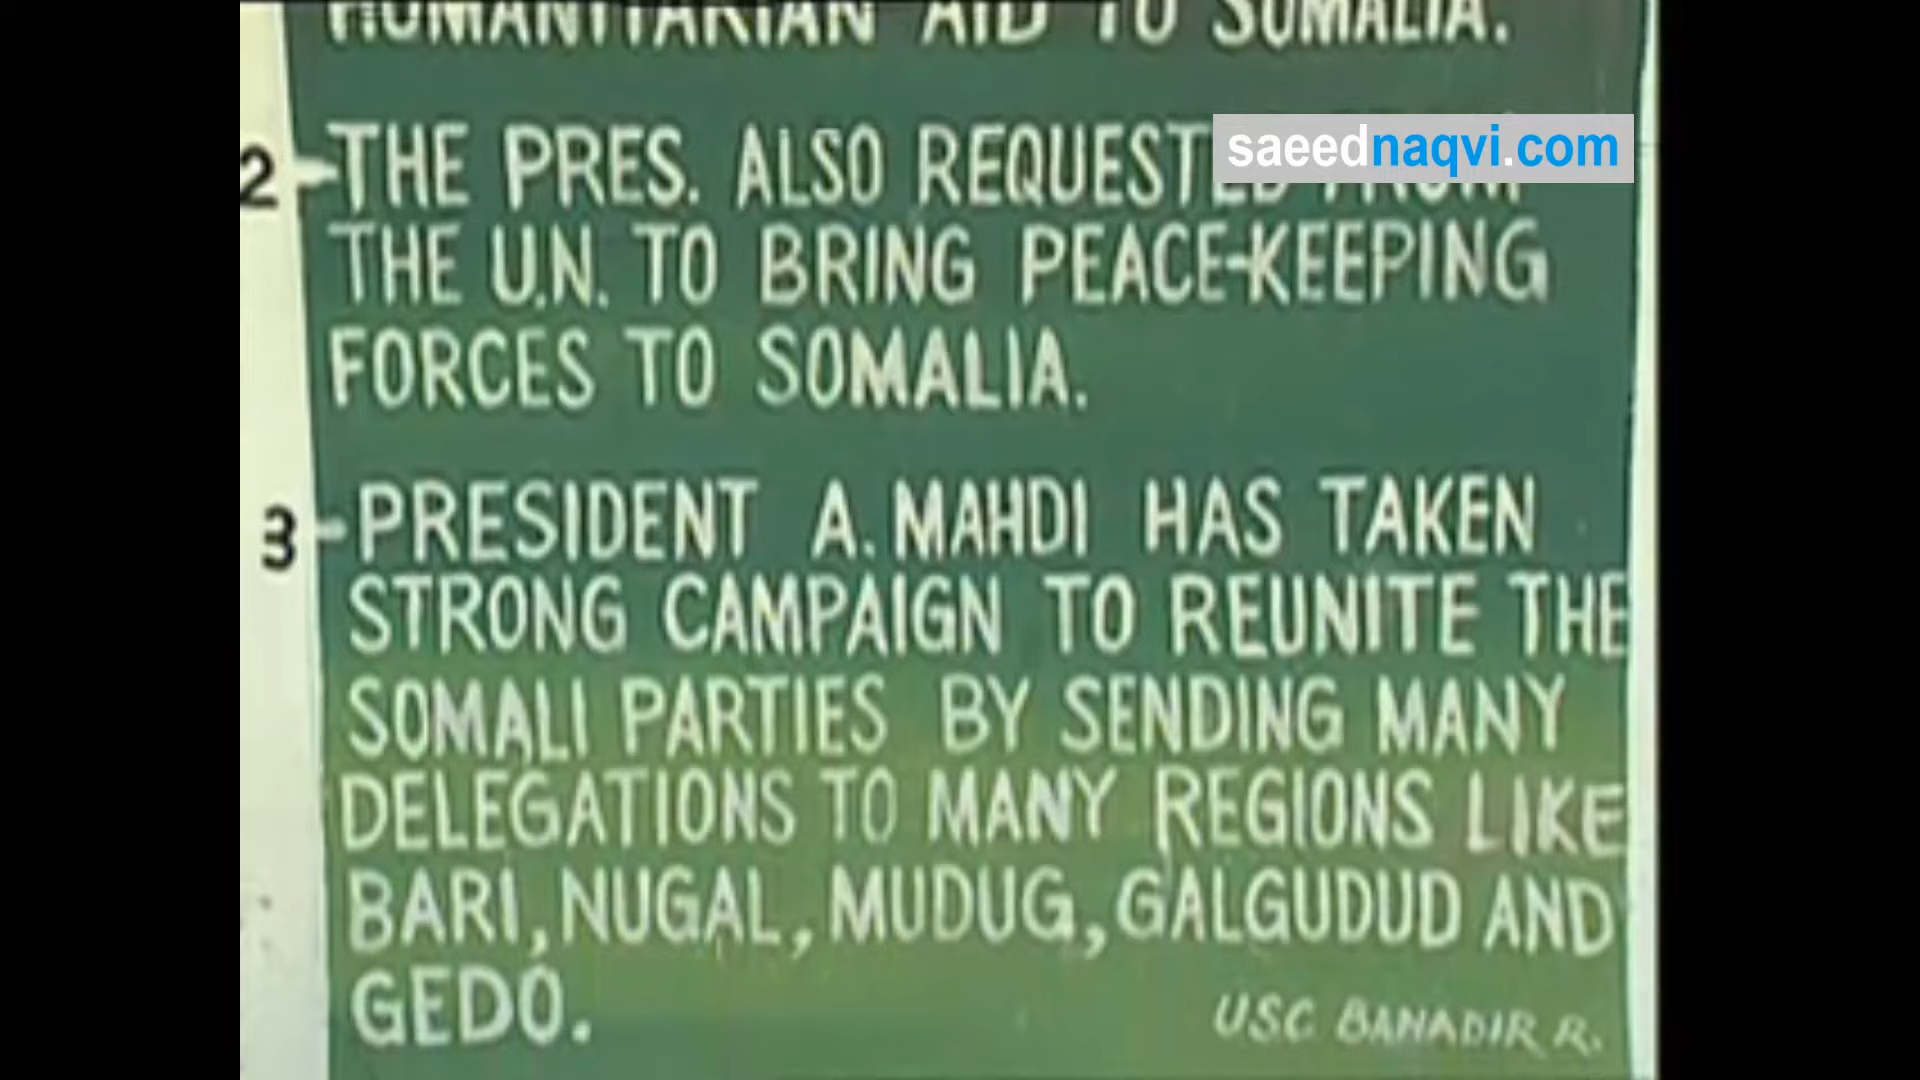 HUMANITARIAN AID TO SOMALIA.
saeednaqvi.com
2 THE PRES. ALSO REQUESTED FROM
THE U.N. TO BRING PEACE-KEEPING
FORCES TO SOMALIA.
3 - PRESIDENT A. MAHDI HAS TAKEN
STRONG CAMPAIGN TO REUNITE THE
SOMALI PARTIES BY SENDING MANY
DELEGATIONS TO MANY REGIONS LIKE
BARI, NUGAL, MUDUG, GALGUDUD AND
GEDO.
USC BANADIR R.